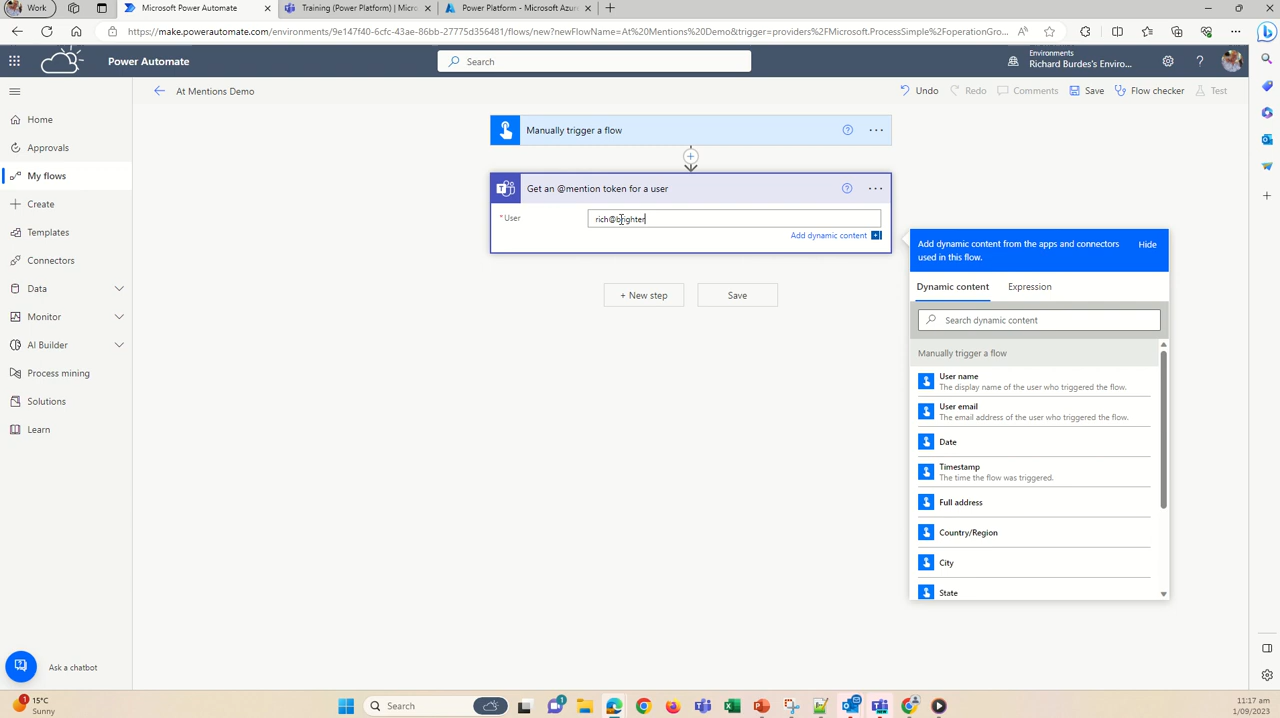 Work
Microsoft Power Automate
Training (Power Platform) | Micros
Power Platform - Microsoft Azure
https://make.powerautomate.com/environments/9e147f40-6cfc-43ae-86bb-27775d356481/flows/new?newFlowName=At%20Mentions%20Demo&trigger=providers%2FMicrosoft.ProcessSimple%2FoperationGro...
Power Automate
Search
Environments
Richard Burdes's Enviro...
At Mentions Demo
Undo
Redo
Comments
Save
Flow checker
Test
Home
Approvals
My flows
Create
Templates
Connectors
Data
Monitor
AI Builder
Process mining
Solutions
Learn
Ask a chatbot
Manually trigger a flow
Get an @mention token for a user
* User
rich@brighter
Add dynamic content
+ New step
Save
Add dynamic content from the apps and connectors
used in this flow.
Hide
Dynamic content
Expression
Search dynamic content
Manually trigger a flow
User name
The display name of the user who triggered the flow.
User email
The email address of the user who triggered the flow.
Date
Timestamp
The time the flow was triggered.
Full address
Country/Region
City
State
1
15°C
Sunny
Search
1
11:17 am
1/09/2023